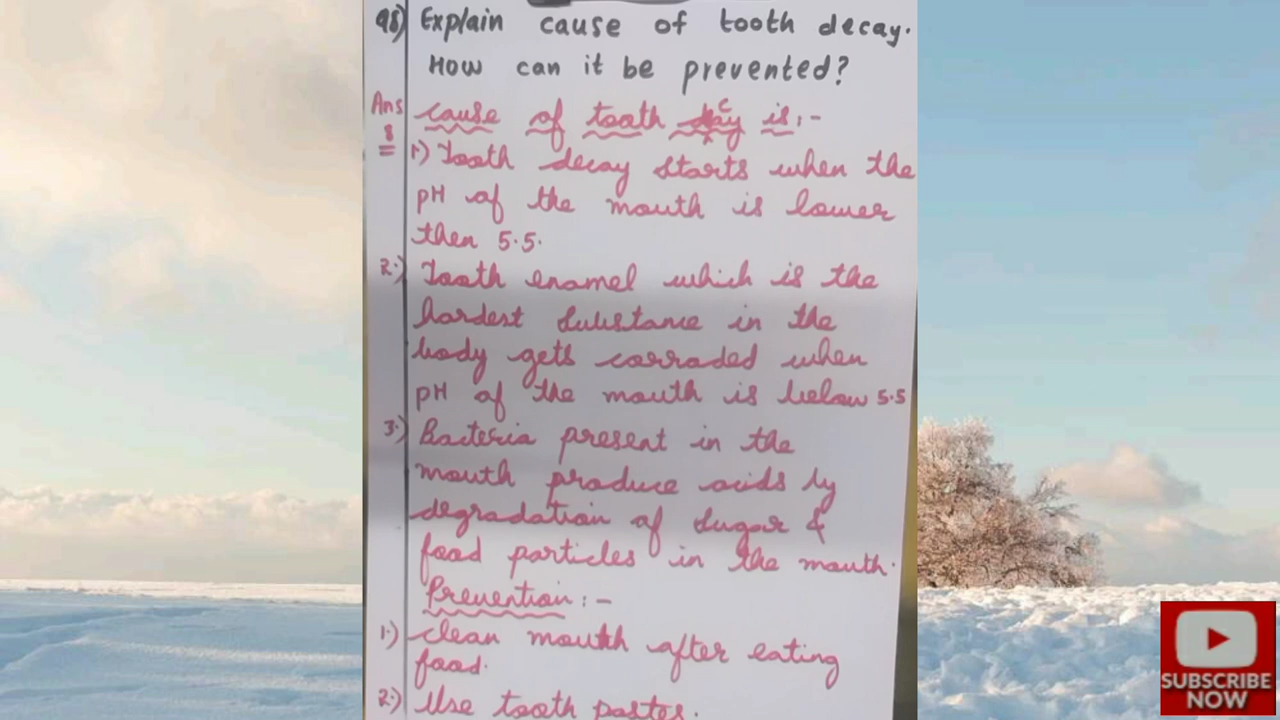 Q8) Explain cause of tooth decay.
How can it be prevented?
Ans 8 cause of tooth decay is:-
1) Tooth decay starts when the
pH of the mouth is lower
then 5.5.
2.) Tooth enamel which is the
hardest substance in the
body gets corroded when
pH of the mouth is below 5.5
3.) Bacteria present in the
mouth produce acids by
degradation of sugar &
food particles in the mouth.
Prevention:-
1.) clean mouth after eating
food.
2.) Use tooth pastes.
SUBSCRIBE
NOW